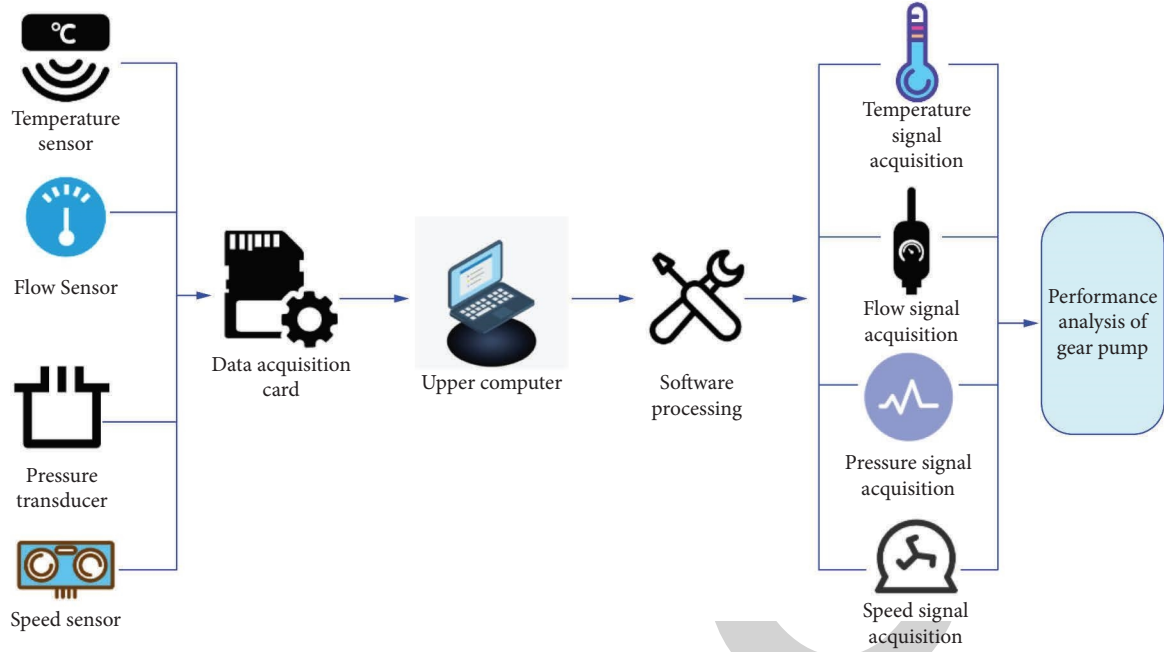 °C
Temperature
sensor
Flow Sensor
Pressure
transducer
Speed sensor
Data acquisition
card
Upper computer
Software
processing
Temperature
signal
acquisition
Flow signal
acquisition
Pressure signal
acquisition
Speed signal
acquisition
Performance
analysis of
gear pump